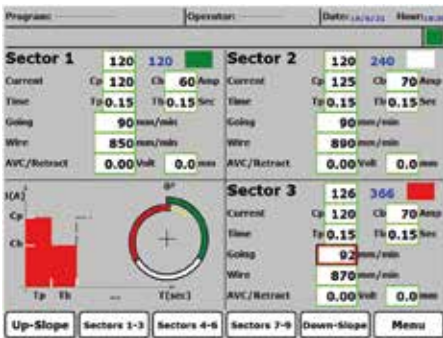 Program: Operator: Date: Hour:
Sector 1 120 120
Current Cp 120 Cb 60 Amp
Time Tp 0.15 Tb 0.15 Sec
Going 90 mm/min
Wire 850 mm/min
AVC/Retract 0.00 Volt 0.0 mm
Sector 2 120 240
Current Cp 125 Cb 70 Amp
Time Tp 0.15 Tb 0.15 Sec
Going 90 mm/min
Wire 890 mm/min
AVC/Retract 0.00 Volt 0.0 mm
I(A)
Cp
Cb
Tp Tb ... T(sec)
0°
Sector 3 126 366
Current Cp 120 Cb 70 Amp
Time Tp 0.15 Tb 0.15 Sec
Going 92 mm/min
Wire 870 mm/min
AVC/Retract 0.00 Volt 0.0 mm
Up-Slope Sectors 1-3 Sectors 4-6 Sectors 7-9 Down-Slope Menu